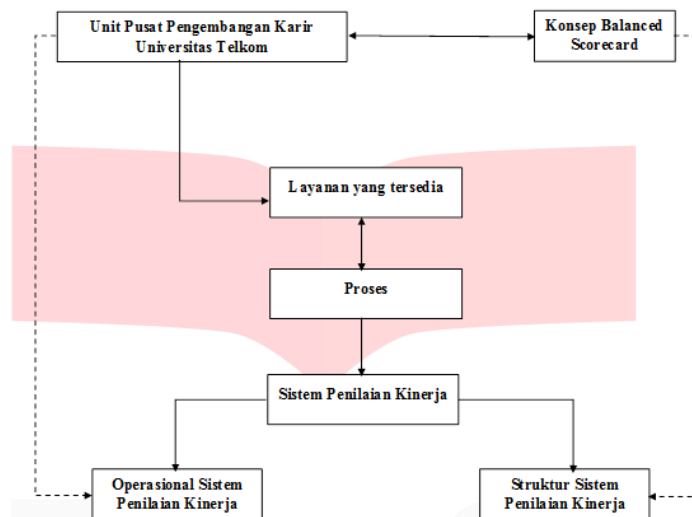 Unit Pusat Pengembangan Karir
Universitas Telkom
Konsep Balanced
Scorecard
Layanan yang tersedia
Proses
Sistem Penilaian Kinerja
Operasional Sistem
Penilaian Kinerja
Struktur Sistem
Penilaian Kinerja